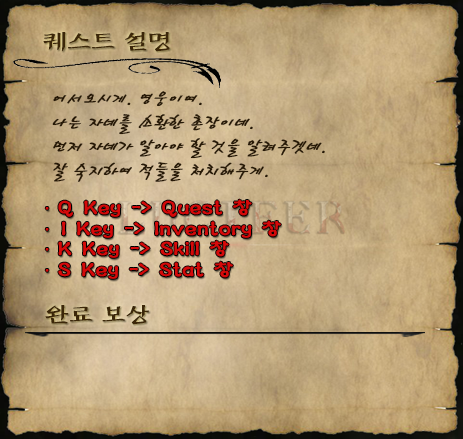 퀘스트 설명
어서오시게. 영웅이여.
나는 자네를 소환한 촌장이네.
먼저 자네가 알아야 할 것을 알려주겠네.
잘 숙지하여 적들을 처치해주게.
· Q Key -> Quest 창
· I Key -> Inventory 창
· K Key -> Skill 창
· S Key -> Stat 창
완료 보상